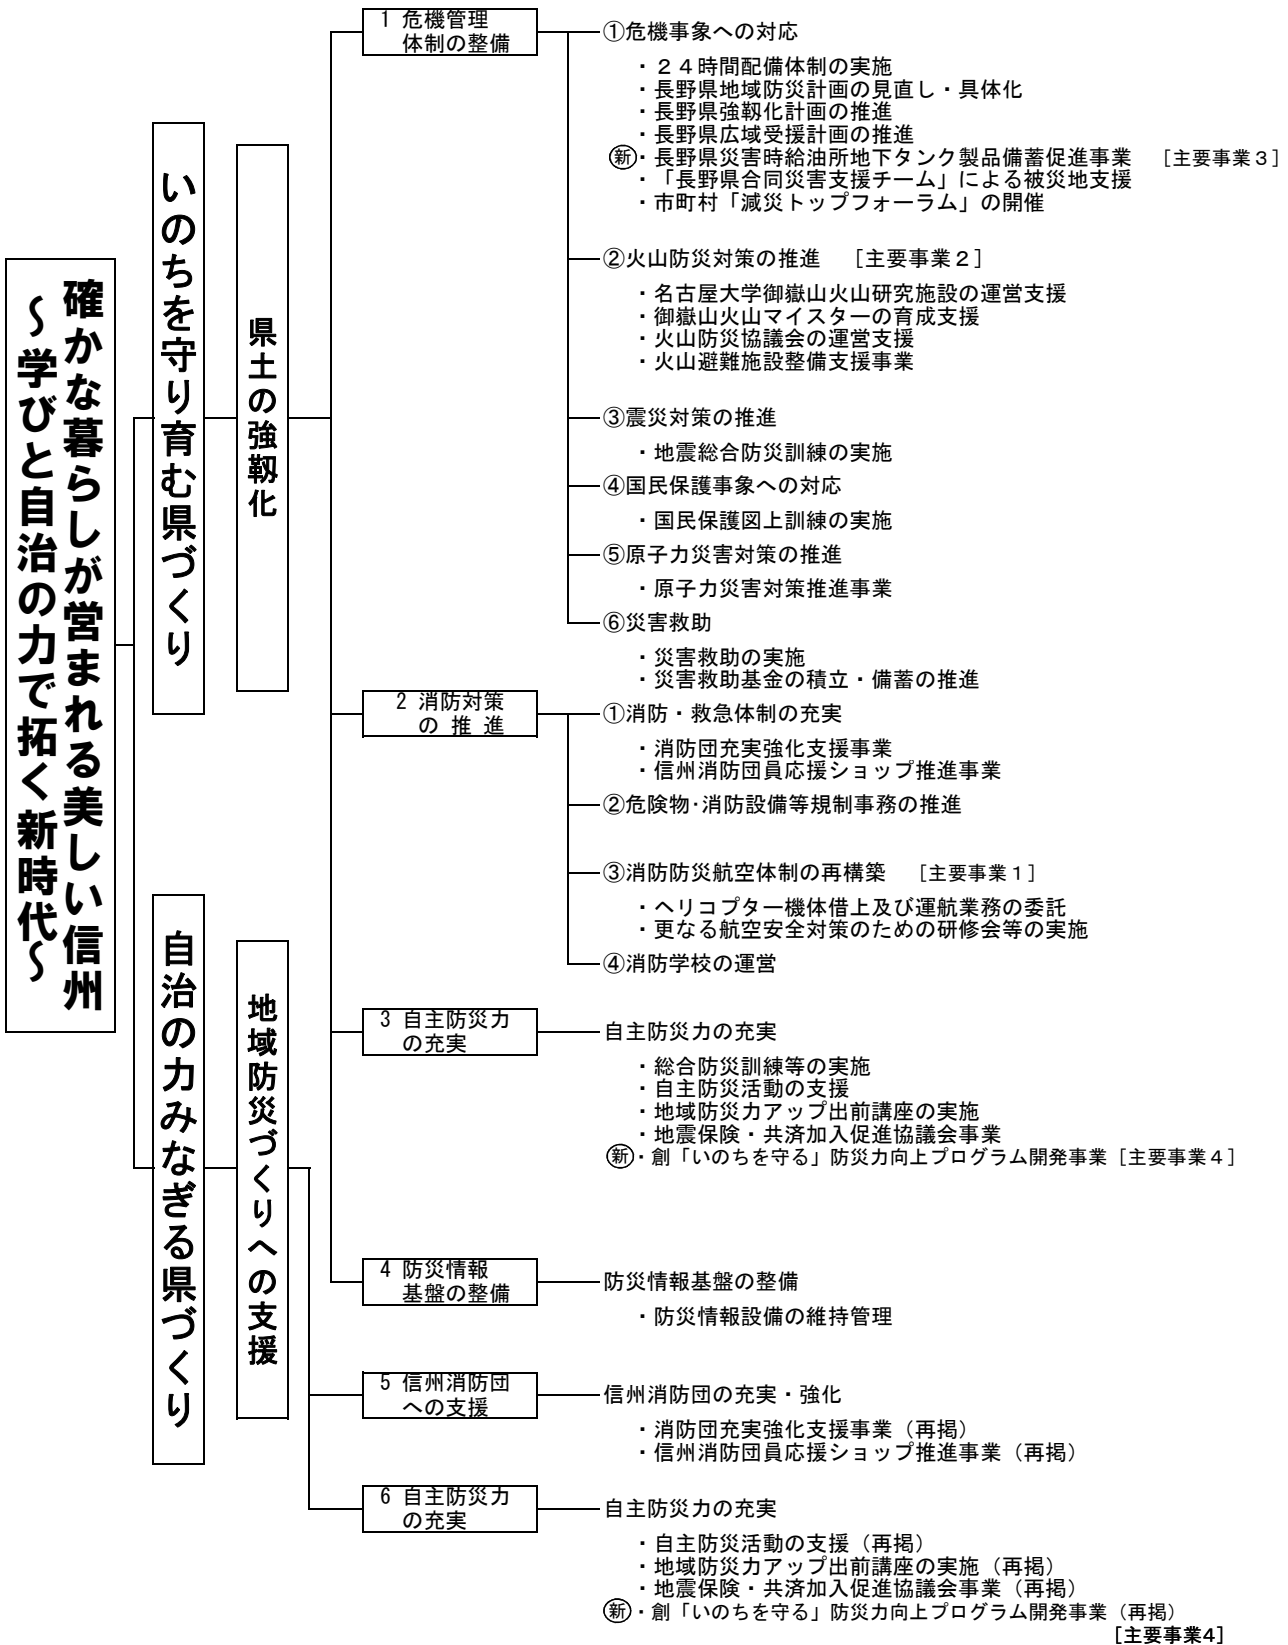 確かな暮らしが営まれる美しい信州
～学びと自治の力で拓く新時代～
いのちを守り育む県づくり
県土の強靱化
1 危機管理
体制の整備
①危機事象への対応
・２４時間配備体制の実施
・長野県地域防災計画の見直し・具体化
・長野県強靱化計画の推進
・長野県広域受援計画の推進
㊟新・長野県災害時給油所地下タンク製品備蓄促進事業　［主要事業３］
・「長野県合同災害支援チーム」による被災地支援
・市町村「減災トップフォーラム」の開催
②火山防災対策の推進　［主要事業２］
・名古屋大学御嶽山火山研究施設の運営支援
・御嶽山火山マイスターの育成支援
・火山防災協議会の運営支援
・火山避難施設整備支援事業
③震災対策の推進
・地震総合防災訓練の実施
④国民保護事象への対応
・国民保護図上訓練の実施
⑤原子力災害対策の推進
・原子力災害対策推進事業
⑥災害救助
・災害救助の実施
・災害救助基金の積立・備蓄の推進
2 消防対策
の 推 進
①消防・救急体制の充実
・消防団充実強化支援事業
・信州消防団員応援ショップ推進事業
②危険物･消防設備等規制事務の推進
③消防防災航空体制の再構築　［主要事業１］
・ヘリコプター機体借上及び運航業務の委託
・更なる航空安全対策のための研修会等の実施
④消防学校の運営
3 自主防災力
の充実
自主防災力の充実
・総合防災訓練等の実施
・自主防災活動の支援
・地域防災力アップ出前講座の実施
・地震保険・共済加入促進協議会事業
新・創「いのちを守る」防災力向上プログラム開発事業［主要事業４］
4 防災情報
基盤の整備
防災情報基盤の整備
・防災情報設備の維持管理
自治の力みなぎる県づくり
地域防災づくりへの支援
5 信州消防団
への支援
信州消防団の充実・強化
・消防団充実強化支援事業（再掲）
・信州消防団員応援ショップ推進事業（再掲）
6 自主防災力
の充実
自主防災力の充実
・自主防災活動の支援（再掲）
・地域防災力アップ出前講座の実施（再掲）
・地震保険・共済加入促進協議会事業（再掲）
新・創「いのちを守る」防災力向上プログラム開発事業（再掲）
［主要事業4］